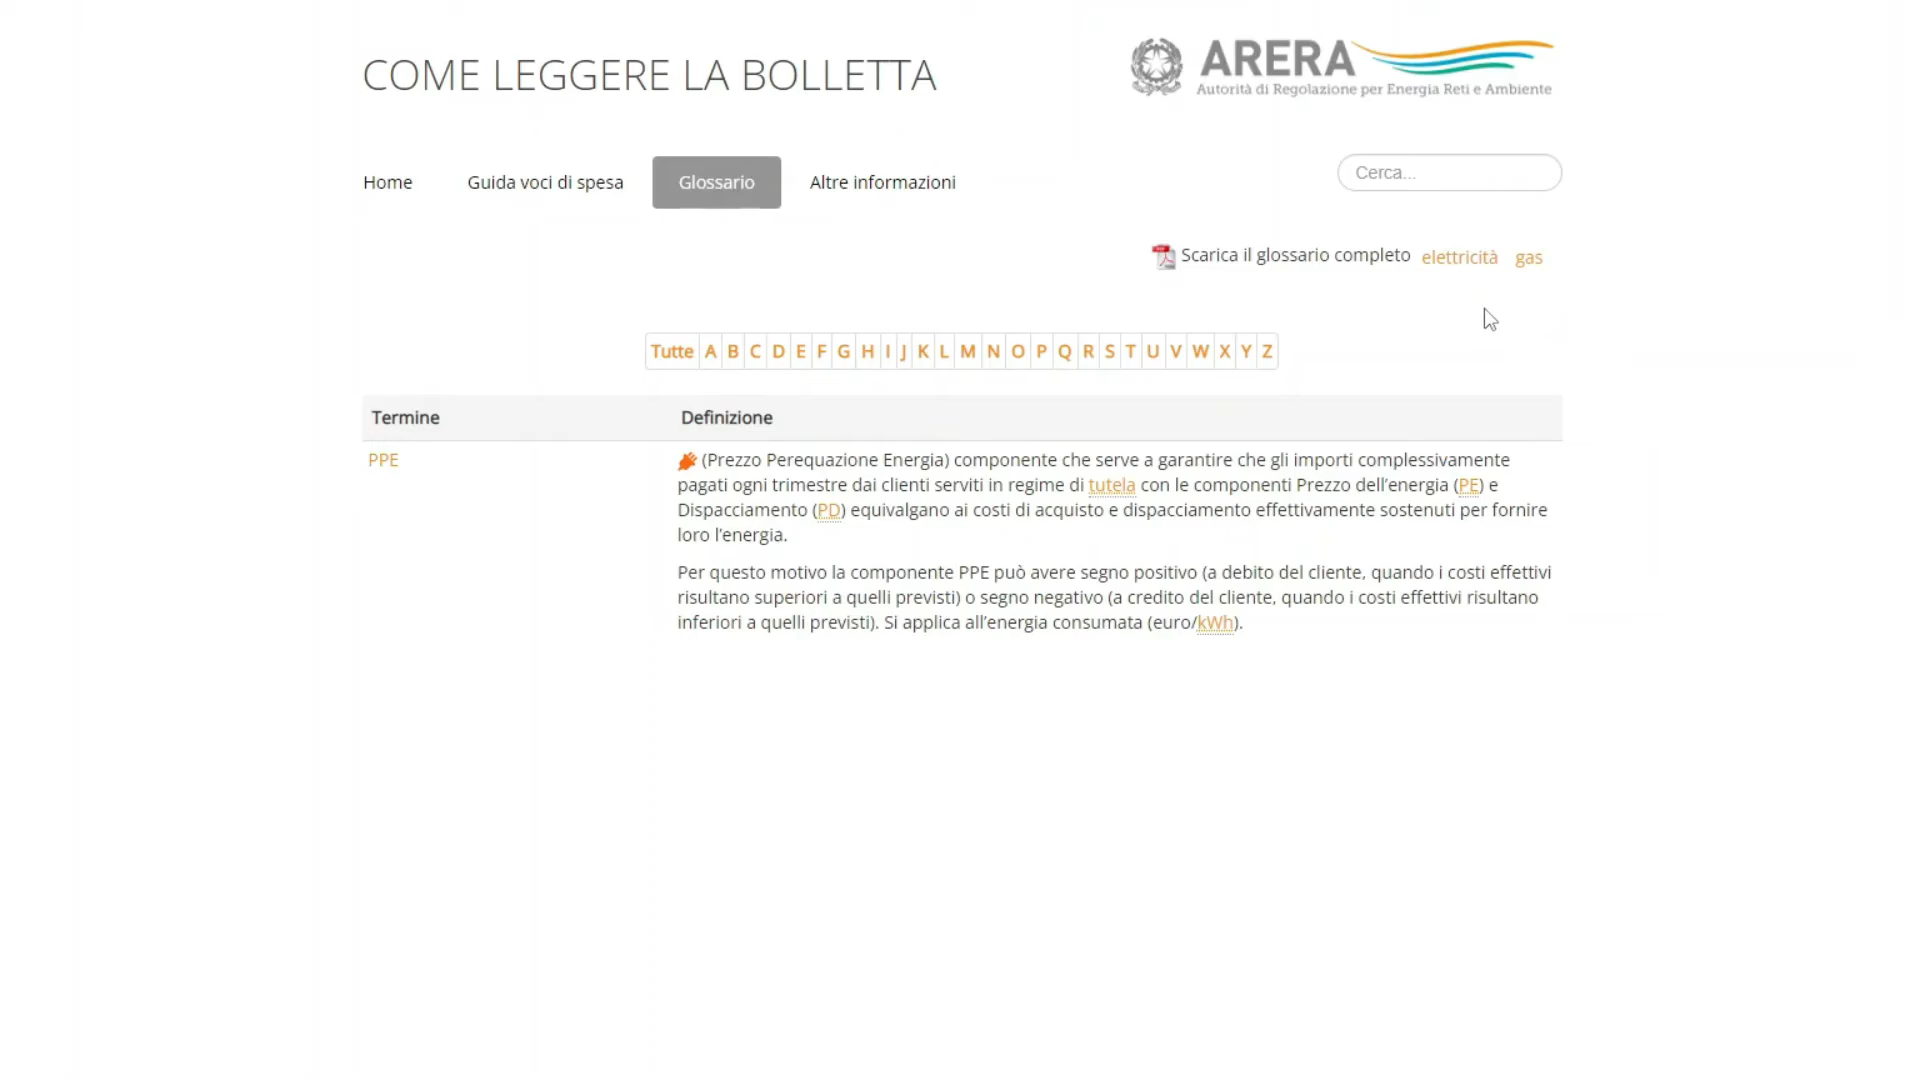 COME LEGGERE LA BOLLETTA
ARERA
Autorità di Regolazione per Energia Reti e Ambiente
Home Guida voci di spesa Glossario Altre informazioni
Cerca...
Scarica il glossario completo elettricità gas
Tutte A B C D E F G H I J K L M N O P Q R S T U V W X Y Z
Termine Definizione
PPE (Prezzo Perequazione Energia) componente che serve a garantire che gli importi complessivamente
pagati ogni trimestre dai clienti serviti in regime di tutela con le componenti Prezzo dell’energia (PE) e
Dispacciamento (PD) equivalgano ai costi di acquisto e dispacciamento effettivamente sostenuti per fornire
loro l’energia.
Per questo motivo la componente PPE può avere segno positivo (a debito del cliente, quando i costi effettivi
risultano superiori a quelli previsti) o segno negativo (a credito del cliente, quando i costi effettivi risultano
inferiori a quelli previsti). Si applica all’energia consumata (euro/kWh).